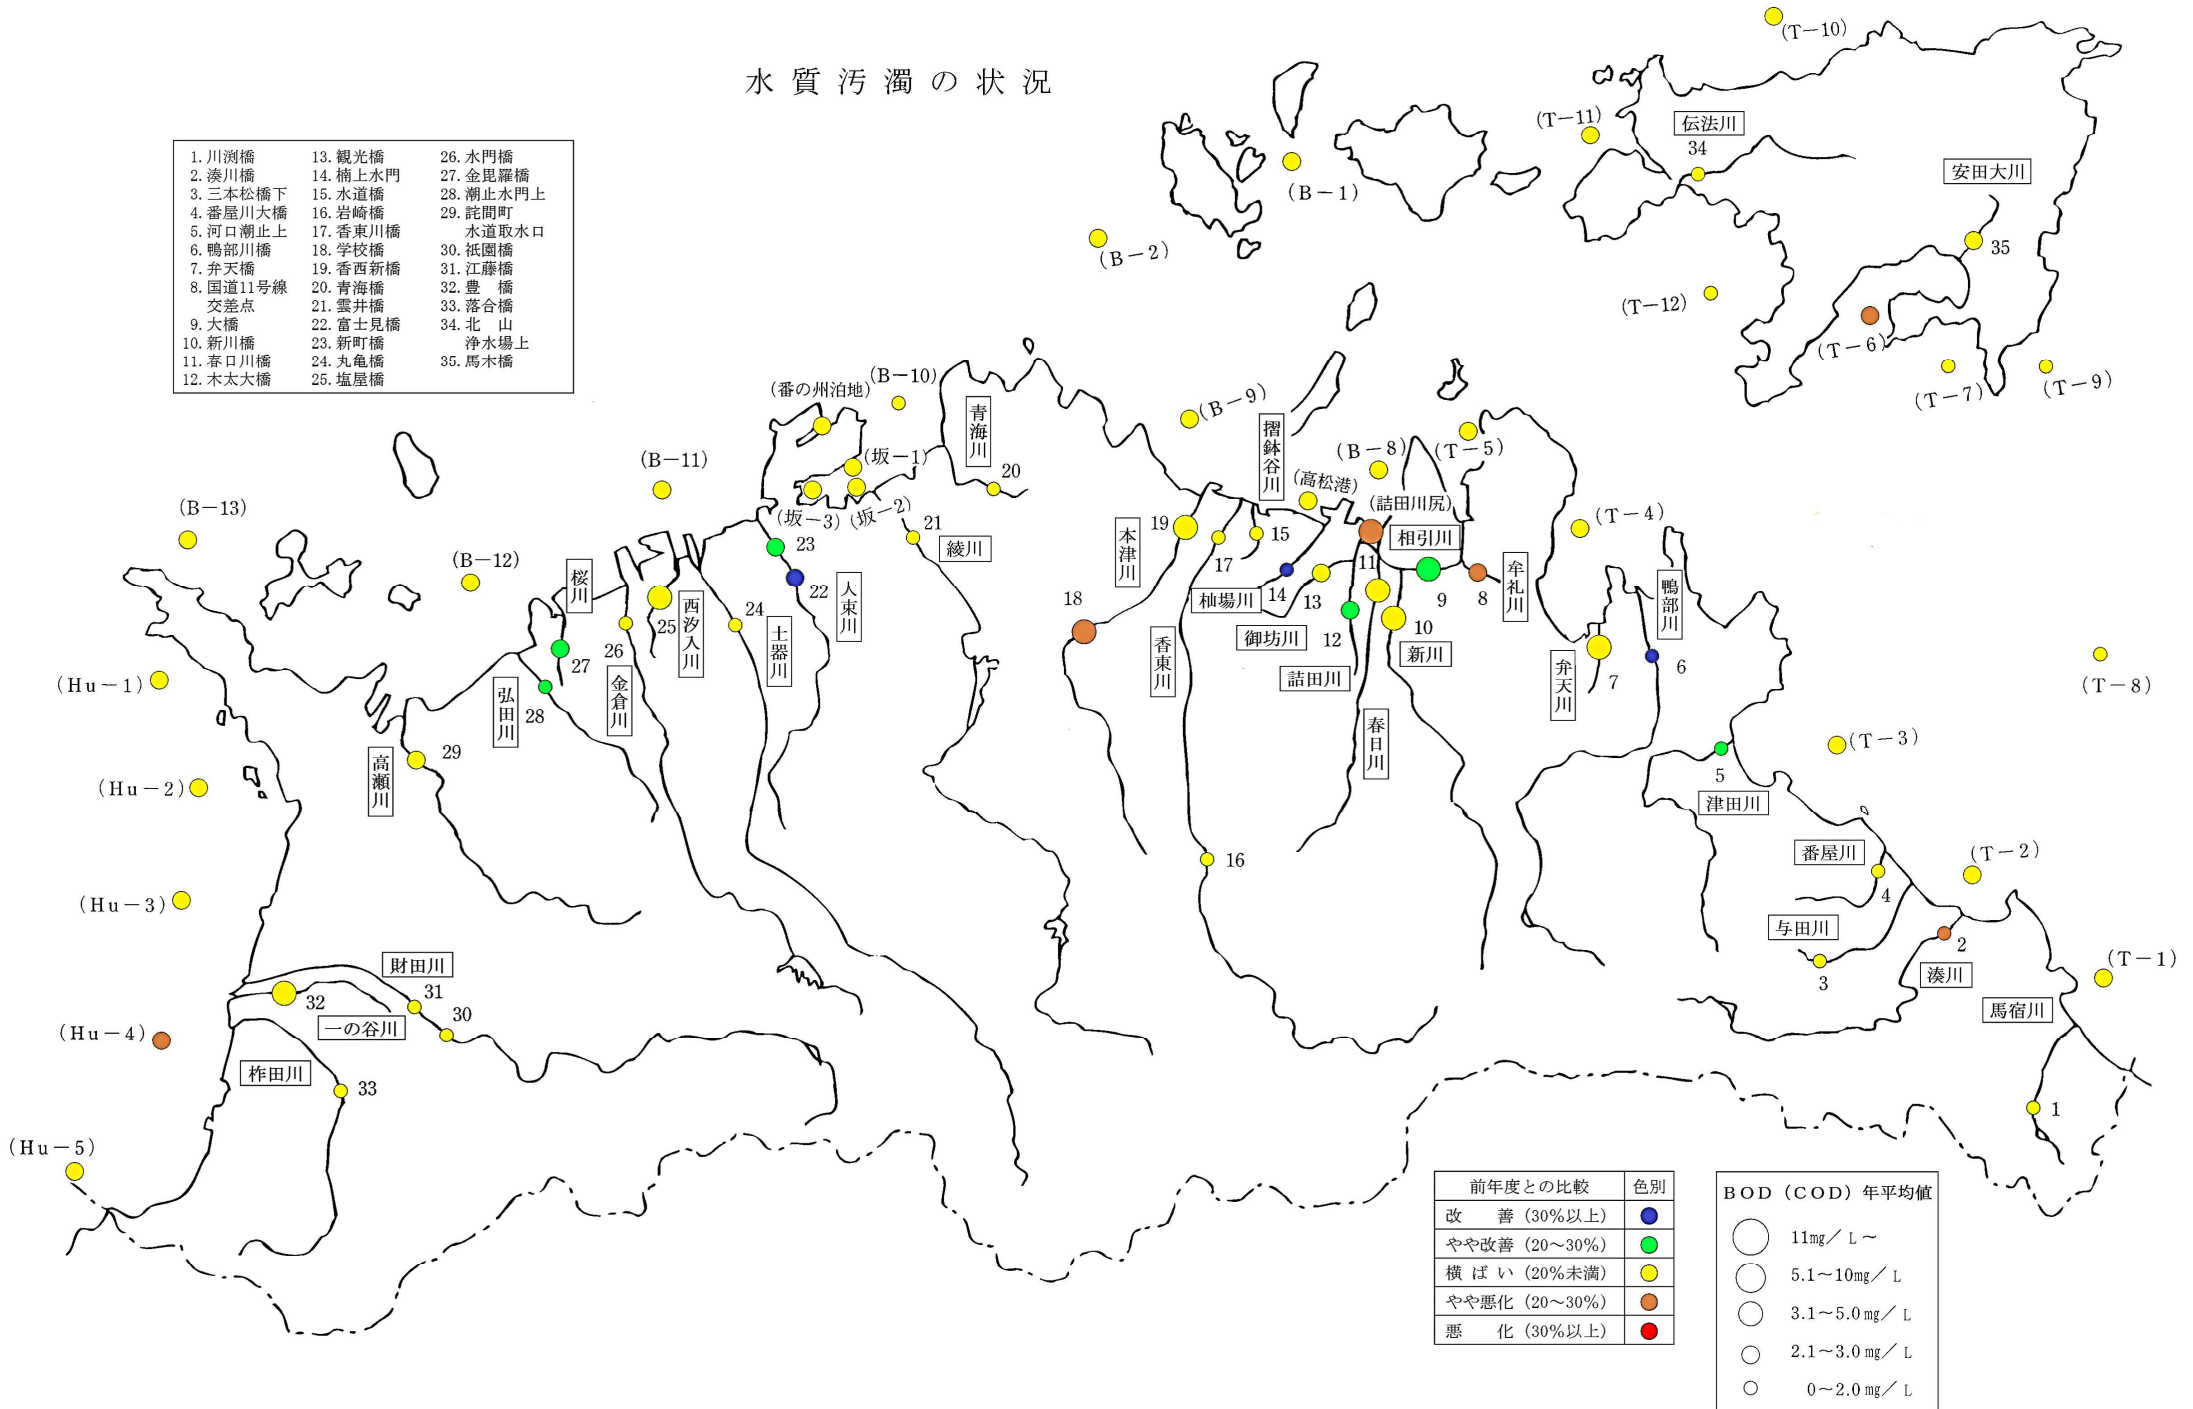 水質汚濁の状況
1. 川渕橋
2. 湊川橋
3. 三本松橋下
4. 番屋川大橋
5. 河口潮止上
6. 鴨部川橋
7. 弁天橋
8. 国道11号線
交差点
9. 大橋
10. 新川橋
11. 春口川橋
12. 木太大橋
13. 観光橋
14. 楠上水門
15. 水道橋
16. 岩崎橋
17. 香東川橋
18. 学校橋
19. 香西新橋
20. 青海橋
21. 雲井橋
22. 富士見橋
23. 新町橋
24. 丸亀橋
25. 塩屋橋
26. 水門橋
27. 金毘羅橋
28. 潮止水門上
29. 詫間町
水道取水口
30. 祇園橋
31. 江藤橋
32. 豊　橋
33. 落合橋
34. 北　山
浄水場上
35. 馬木橋
(T－10)
(T－11)
伝法川
34
安田大川
35
(B－1)
(B－2)
(T－12)
(T－6)
(T－7)
(T－9)
(番の州泊地)
(B－10)
青海川
20
(B－9)
摺鉢谷川
(B－8)
(T－5)
(高松港)
(詰田川尻)
(B－11)
(坂－1)
(坂－2)
(坂－3)
(B－13)
(B－12)
21
綾川
23
22
大束川
桜川
27
弘田川
28
26
金倉川
25
西汐入川
24
土器川
本津川
19
18
17
香東川
15
杣場川
14
13
御坊川
12
詰田川
11
春日川
10
新川
相引川
9
8
牟礼川
(T－4)
鴨部川
6
弁天川
7
(T－8)
(T－3)
5
津田川
番屋川
4
(T－2)
与田川
3
2
湊川
(T－1)
馬宿川
1
16
(Hu－1)
(Hu－2)
高瀬川
29
(Hu－3)
財田川
31
30
32
一の谷川
(Hu－4)
柞田川
33
(Hu－5)
前年度との比較　色別
改　善 (30%以上)
やや改善 (20～30%)
横ばい (20%未満)
やや悪化 (20～30%)
悪　化 (30%以上)
BOD (COD) 年平均値
11mg／L～
5.1～10mg／L
3.1～5.0mg／L
2.1～3.0mg／L
0～2.0mg／L